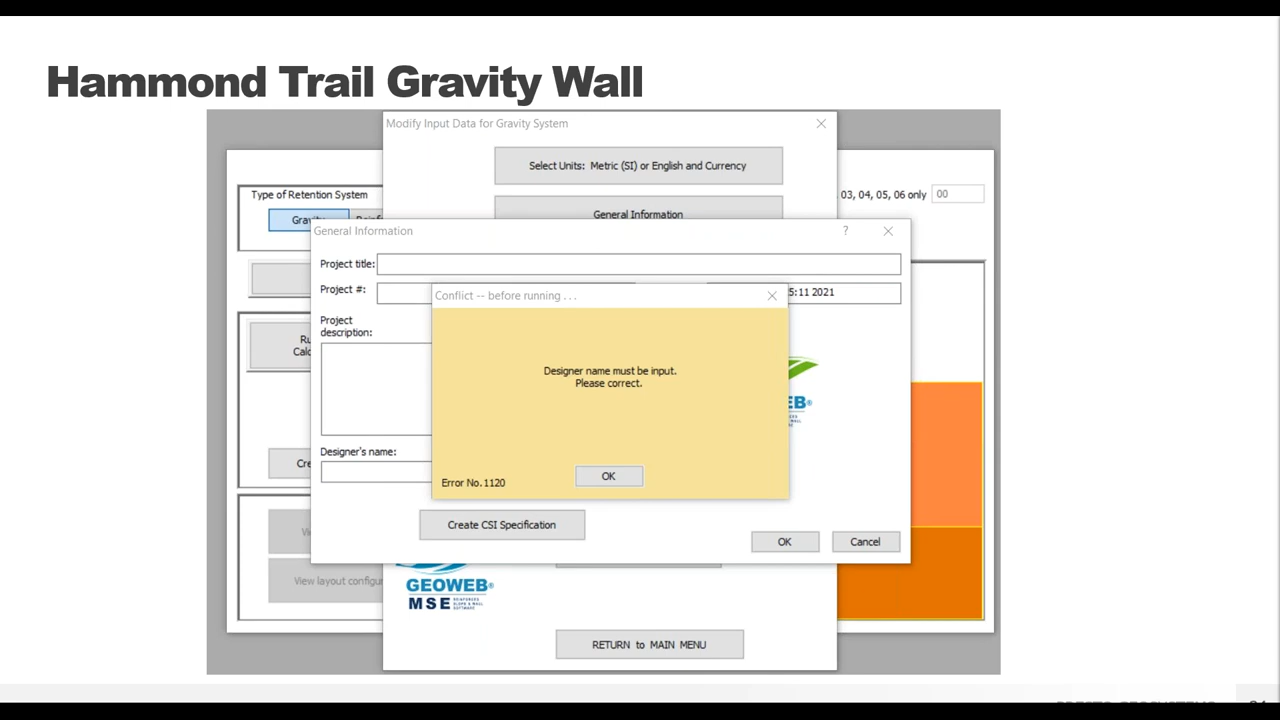 Hammond Trail Gravity Wall
Modify Input Data for Gravity System
Select Units: Metric (SI) or English and Currency
Type of Retention System
03, 04, 05, 06 only
00
General Information
General Information
?
Project title:
Project #:
5:11 2021
Conflict -- before running . . .
Project
description:
Designer name must be input.
Please correct.
Designer's name:
Error No. 1120
OK
Create CSI Specification
OK
Cancel
View layout configur
GEOWEB®
MSE
RETURN to MAIN MENU